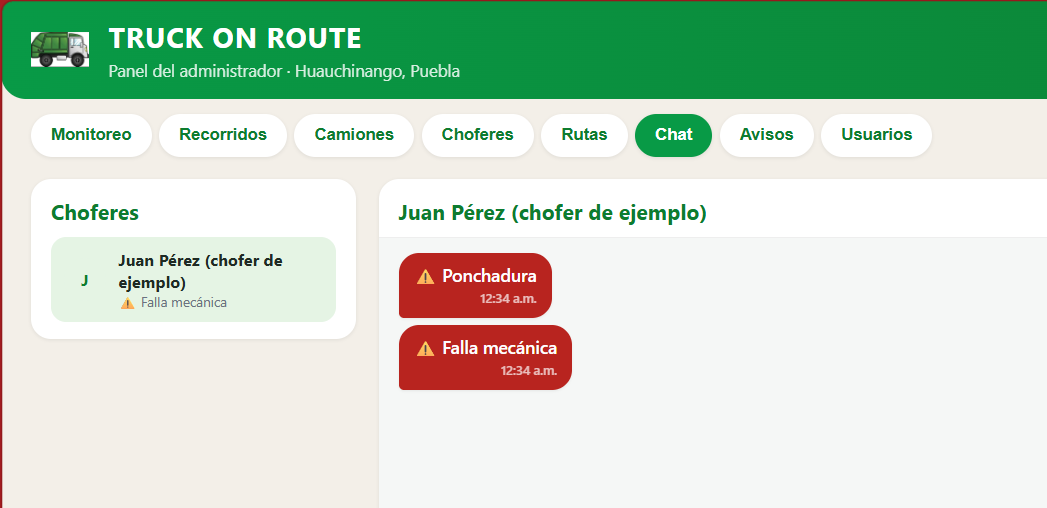 TRUCK ON ROUTE
Panel del administrador · Huauchinango, Puebla
Monitoreo
Recorridos
Camiones
Choferes
Rutas
Chat
Avisos
Usuarios
Choferes
J
Juan Pérez (chofer de
ejemplo)
⚠️ Falla mecánica
Juan Pérez (chofer de ejemplo)
⚠️ Ponchadura
12:34 a.m.
⚠️ Falla mecánica
12:34 a.m.